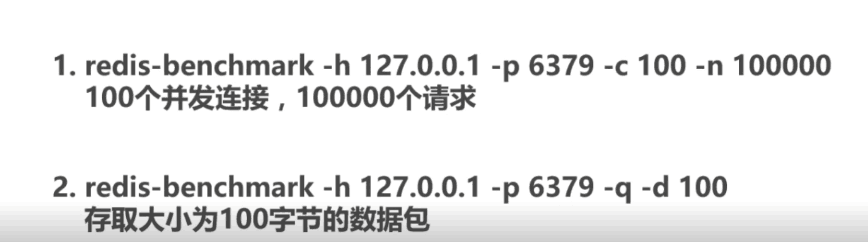 1. redis-benchmark -h 127.0.0.1 -p 6379 -c 100 -n 100000
100个并发连接，100000个请求
2. redis-benchmark -h 127.0.0.1 -p 6379 -q -d 100
存取大小为100字节的数据包